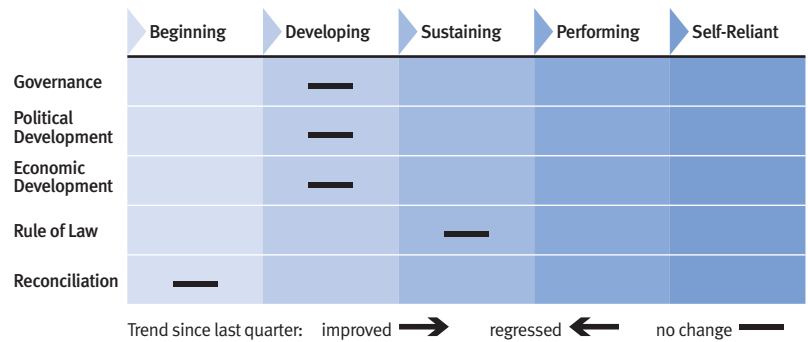 Beginning
Developing
Sustaining
Performing
Self-Reliant
Governance
Political
Development
Economic
Development
Rule of Law
Reconciliation
Trend since last quarter: improved regressed no change